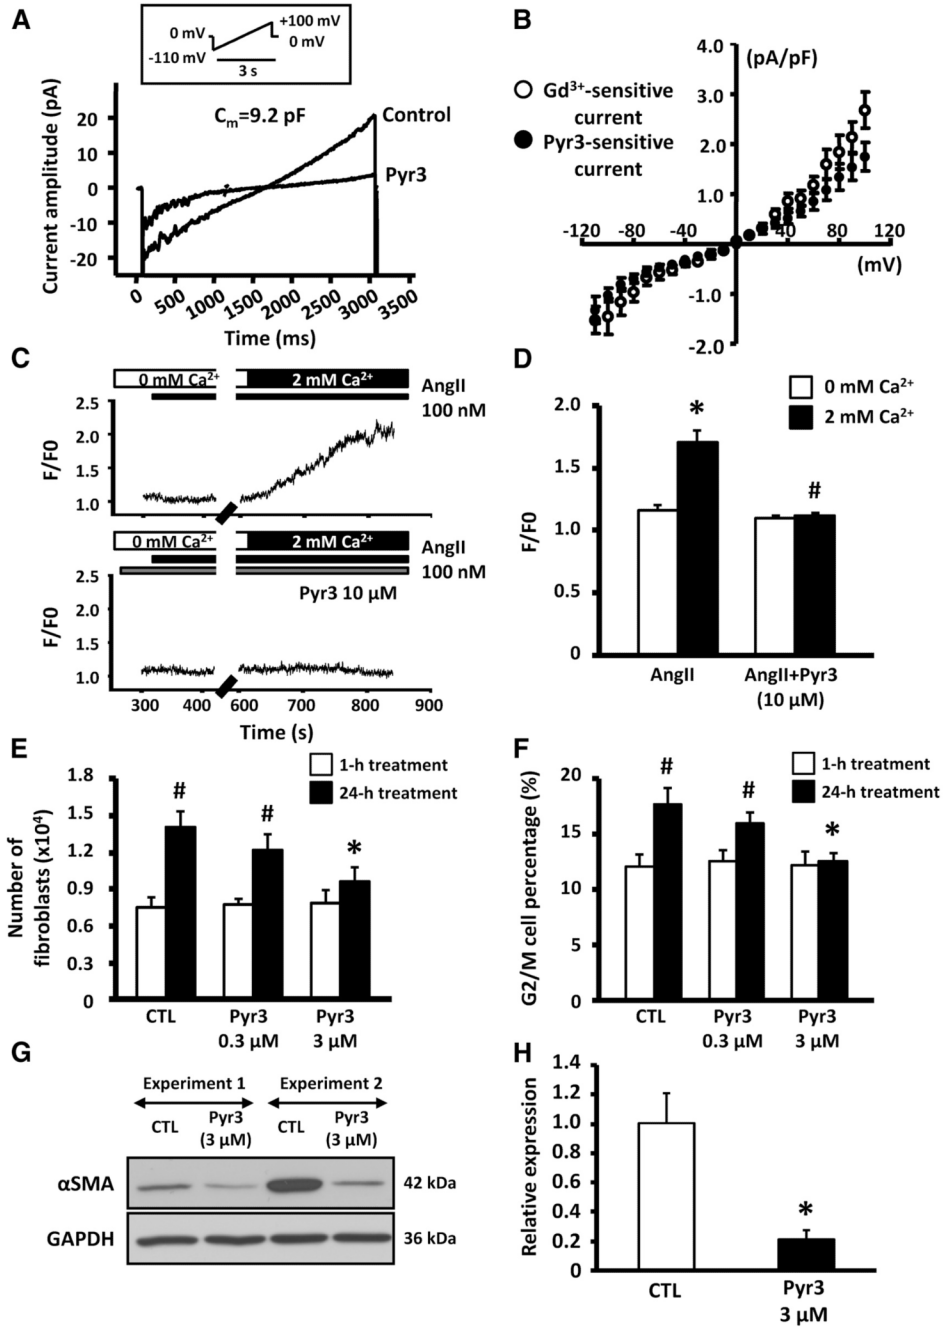 A
+100 mV
0 mV
0 mV
-110 mV
3 s
Current amplitude (pA)
20
10
0
-10
-20
Cm=9.2 pF
Control
Pyr3
0 500 1000 1500 2000 2500 3000 3500
Time (ms)
B
4.0
(pA/pF)
3.0
2.0
1.0
Gd3+-sensitive
current
Pyr3-sensitive
current
-120 -80 -40 40 80 120
(mV)
-1.0
-2.0
C
0 mM Ca2+ 2 mM Ca2+
AngII
100 nM
F/F0
2.5
2.0
1.5
1.0
0 mM Ca2+ 2 mM Ca2+
AngII
100 nM
Pyr3 10 µM
F/F0
2.5
2.0
1.5
1.0
300 400 600 700 800 900
Time (s)
D
0 mM Ca2+
2 mM Ca2+
F/F0
2.0
1.5
1.0
0.5
0
*
#
AngII AngII+Pyr3
(10 µM)
E
1-h treatment
24-h treatment
Number of
fibroblasts (x10⁴)
1.8
1.5
1.2
0.9
0.6
0.3
0
# # *
CTL Pyr3 Pyr3
0.3 µM 3 µM
F
1-h treatment
24-h treatment
G2/M cell percentage (%)
20
15
10
5
0
# # *
CTL Pyr3 Pyr3
0.3 µM 3 µM
G
Experiment 1 Experiment 2
CTL Pyr3 CTL Pyr3
(3 µM) (3 µM)
αSMA 42 kDa
GAPDH 36 kDa
H
Relative expression
1.4
1.2
1.0
0.8
0.6
0.4
0.2
0
*
CTL Pyr3
3 µM